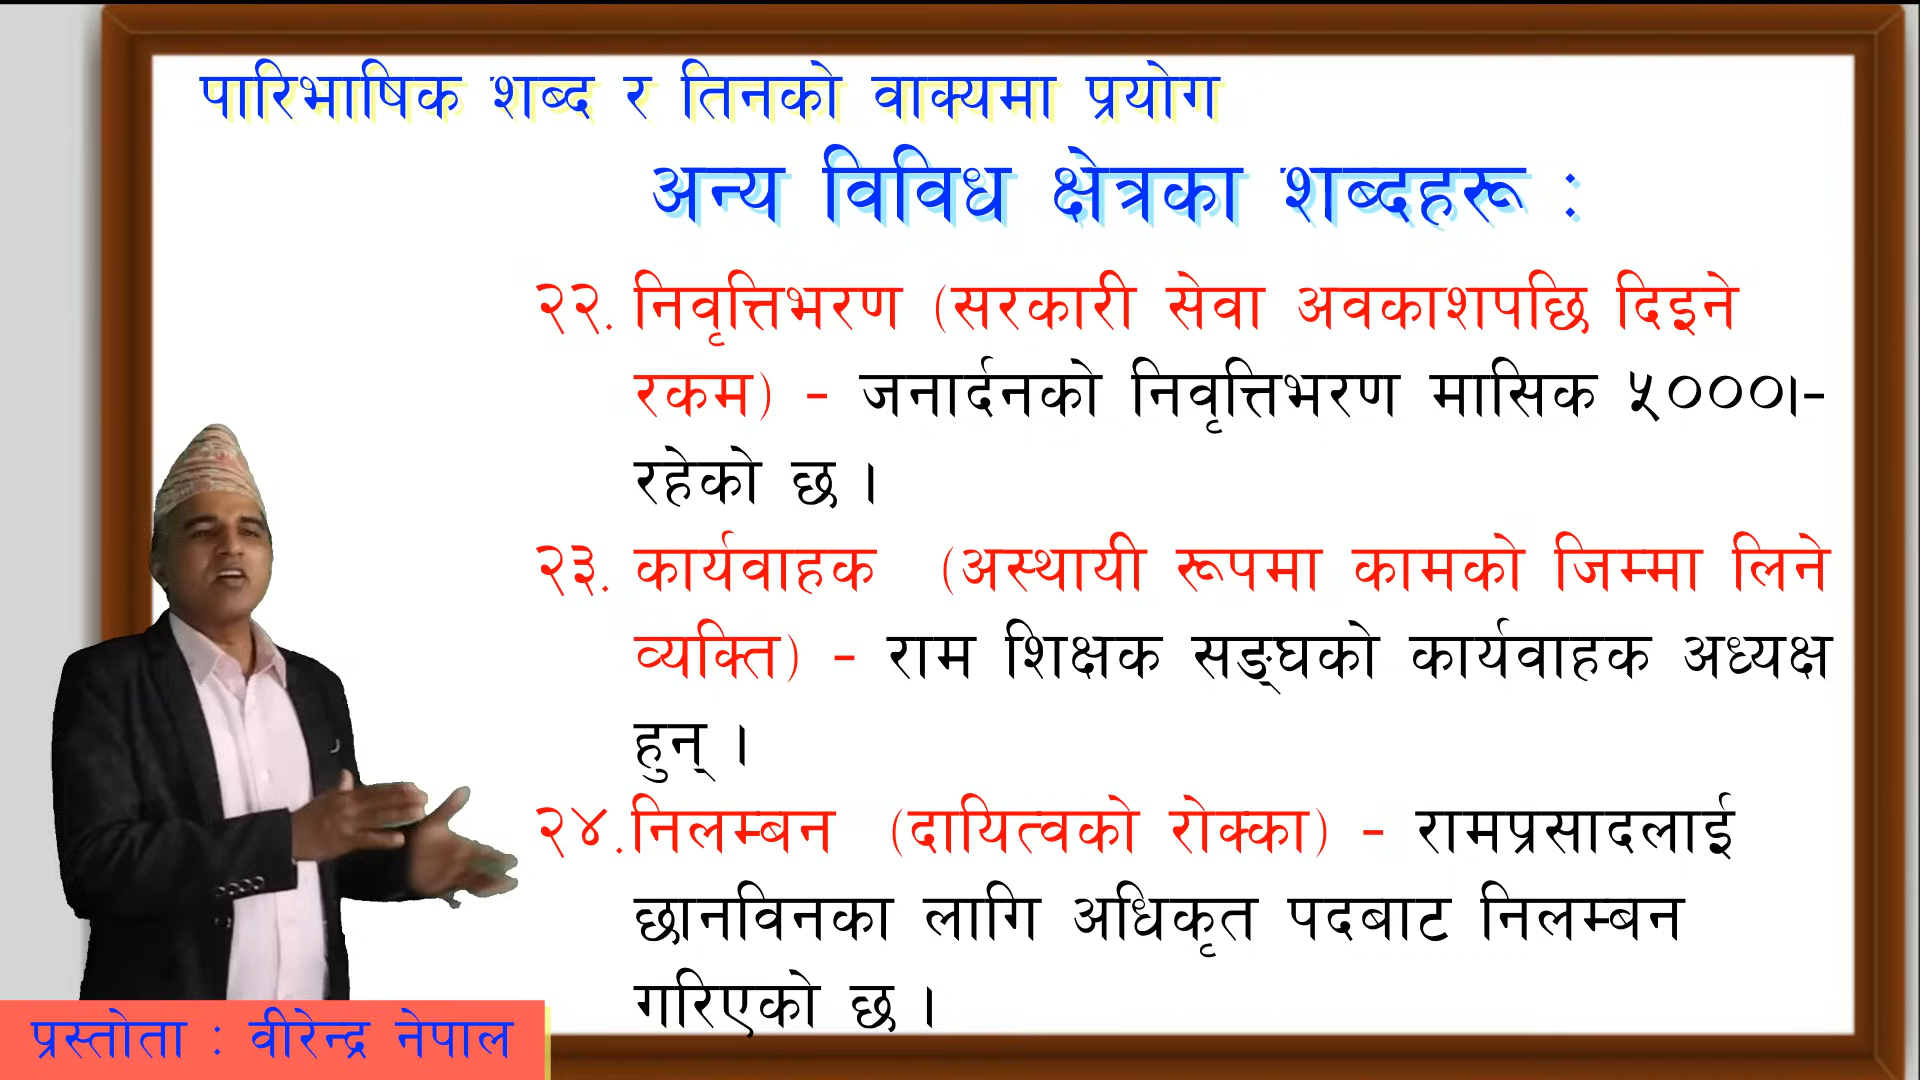 पारिभाषिक शब्द र तिनको वाक्यमा प्रयोग
अन्य विविध क्षेत्रका शब्दहरू :
२२. निवृत्तिभरण (सरकारी सेवा अवकाशपछि दिइने
रकम) - जनार्दनको निवृत्तिभरण मासिक ५०००।-
रहेको छ ।
२३. कार्यवाहक (अस्थायी रूपमा कामको जिम्मा लिने
व्यक्ति) - राम शिक्षक सङ्घको कार्यवाहक अध्यक्ष
हुन् ।
२४.निलम्बन (दायित्वको रोक्का) - रामप्रसादलाई
छानविनका लागि अधिकृत पदबाट निलम्बन
गरिएको छ ।
प्रस्तोता : वीरेन्द्र नेपाल